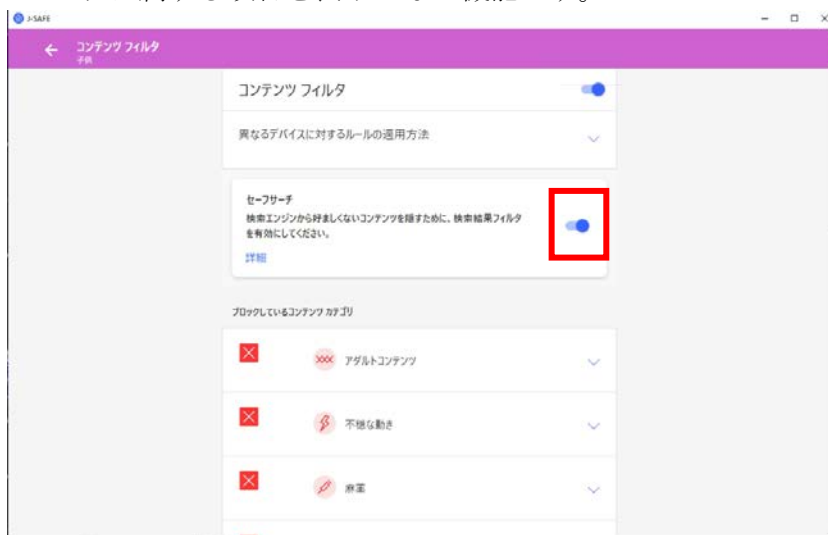 J-SAFE
コンテンツ フィルタ
子供
コンテンツ フィルタ
異なるデバイスに対するルールの適用方法
セーフサーチ
検索エンジンから好ましくないコンテンツを隠すために、検索結果フィルタ
を有効にしてください。
詳細
ブロックしているコンテンツ カテゴリ
アダルトコンテンツ
不穏な動き
麻薬